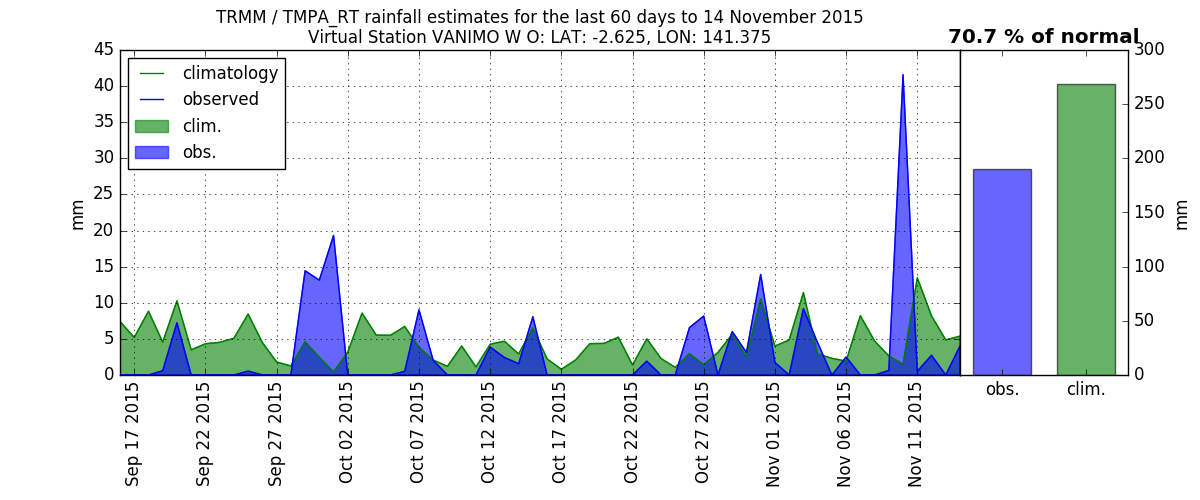 TRMM / TMPA_RT rainfall estimates for the last 60 days to 14 November 2015
Virtual Station VANIMO W O: LAT: -2.625, LON: 141.375
70.7 % of normal
climatology
observed
clim.
obs.
45
40
35
30
25
20
15
10
5
0
mm
Sep 17 2015
Sep 22 2015
Sep 27 2015
Oct 02 2015
Oct 07 2015
Oct 12 2015
Oct 17 2015
Oct 22 2015
Oct 27 2015
Nov 01 2015
Nov 06 2015
Nov 11 2015
300
250
200
150
100
50
0
mm
obs.
clim.